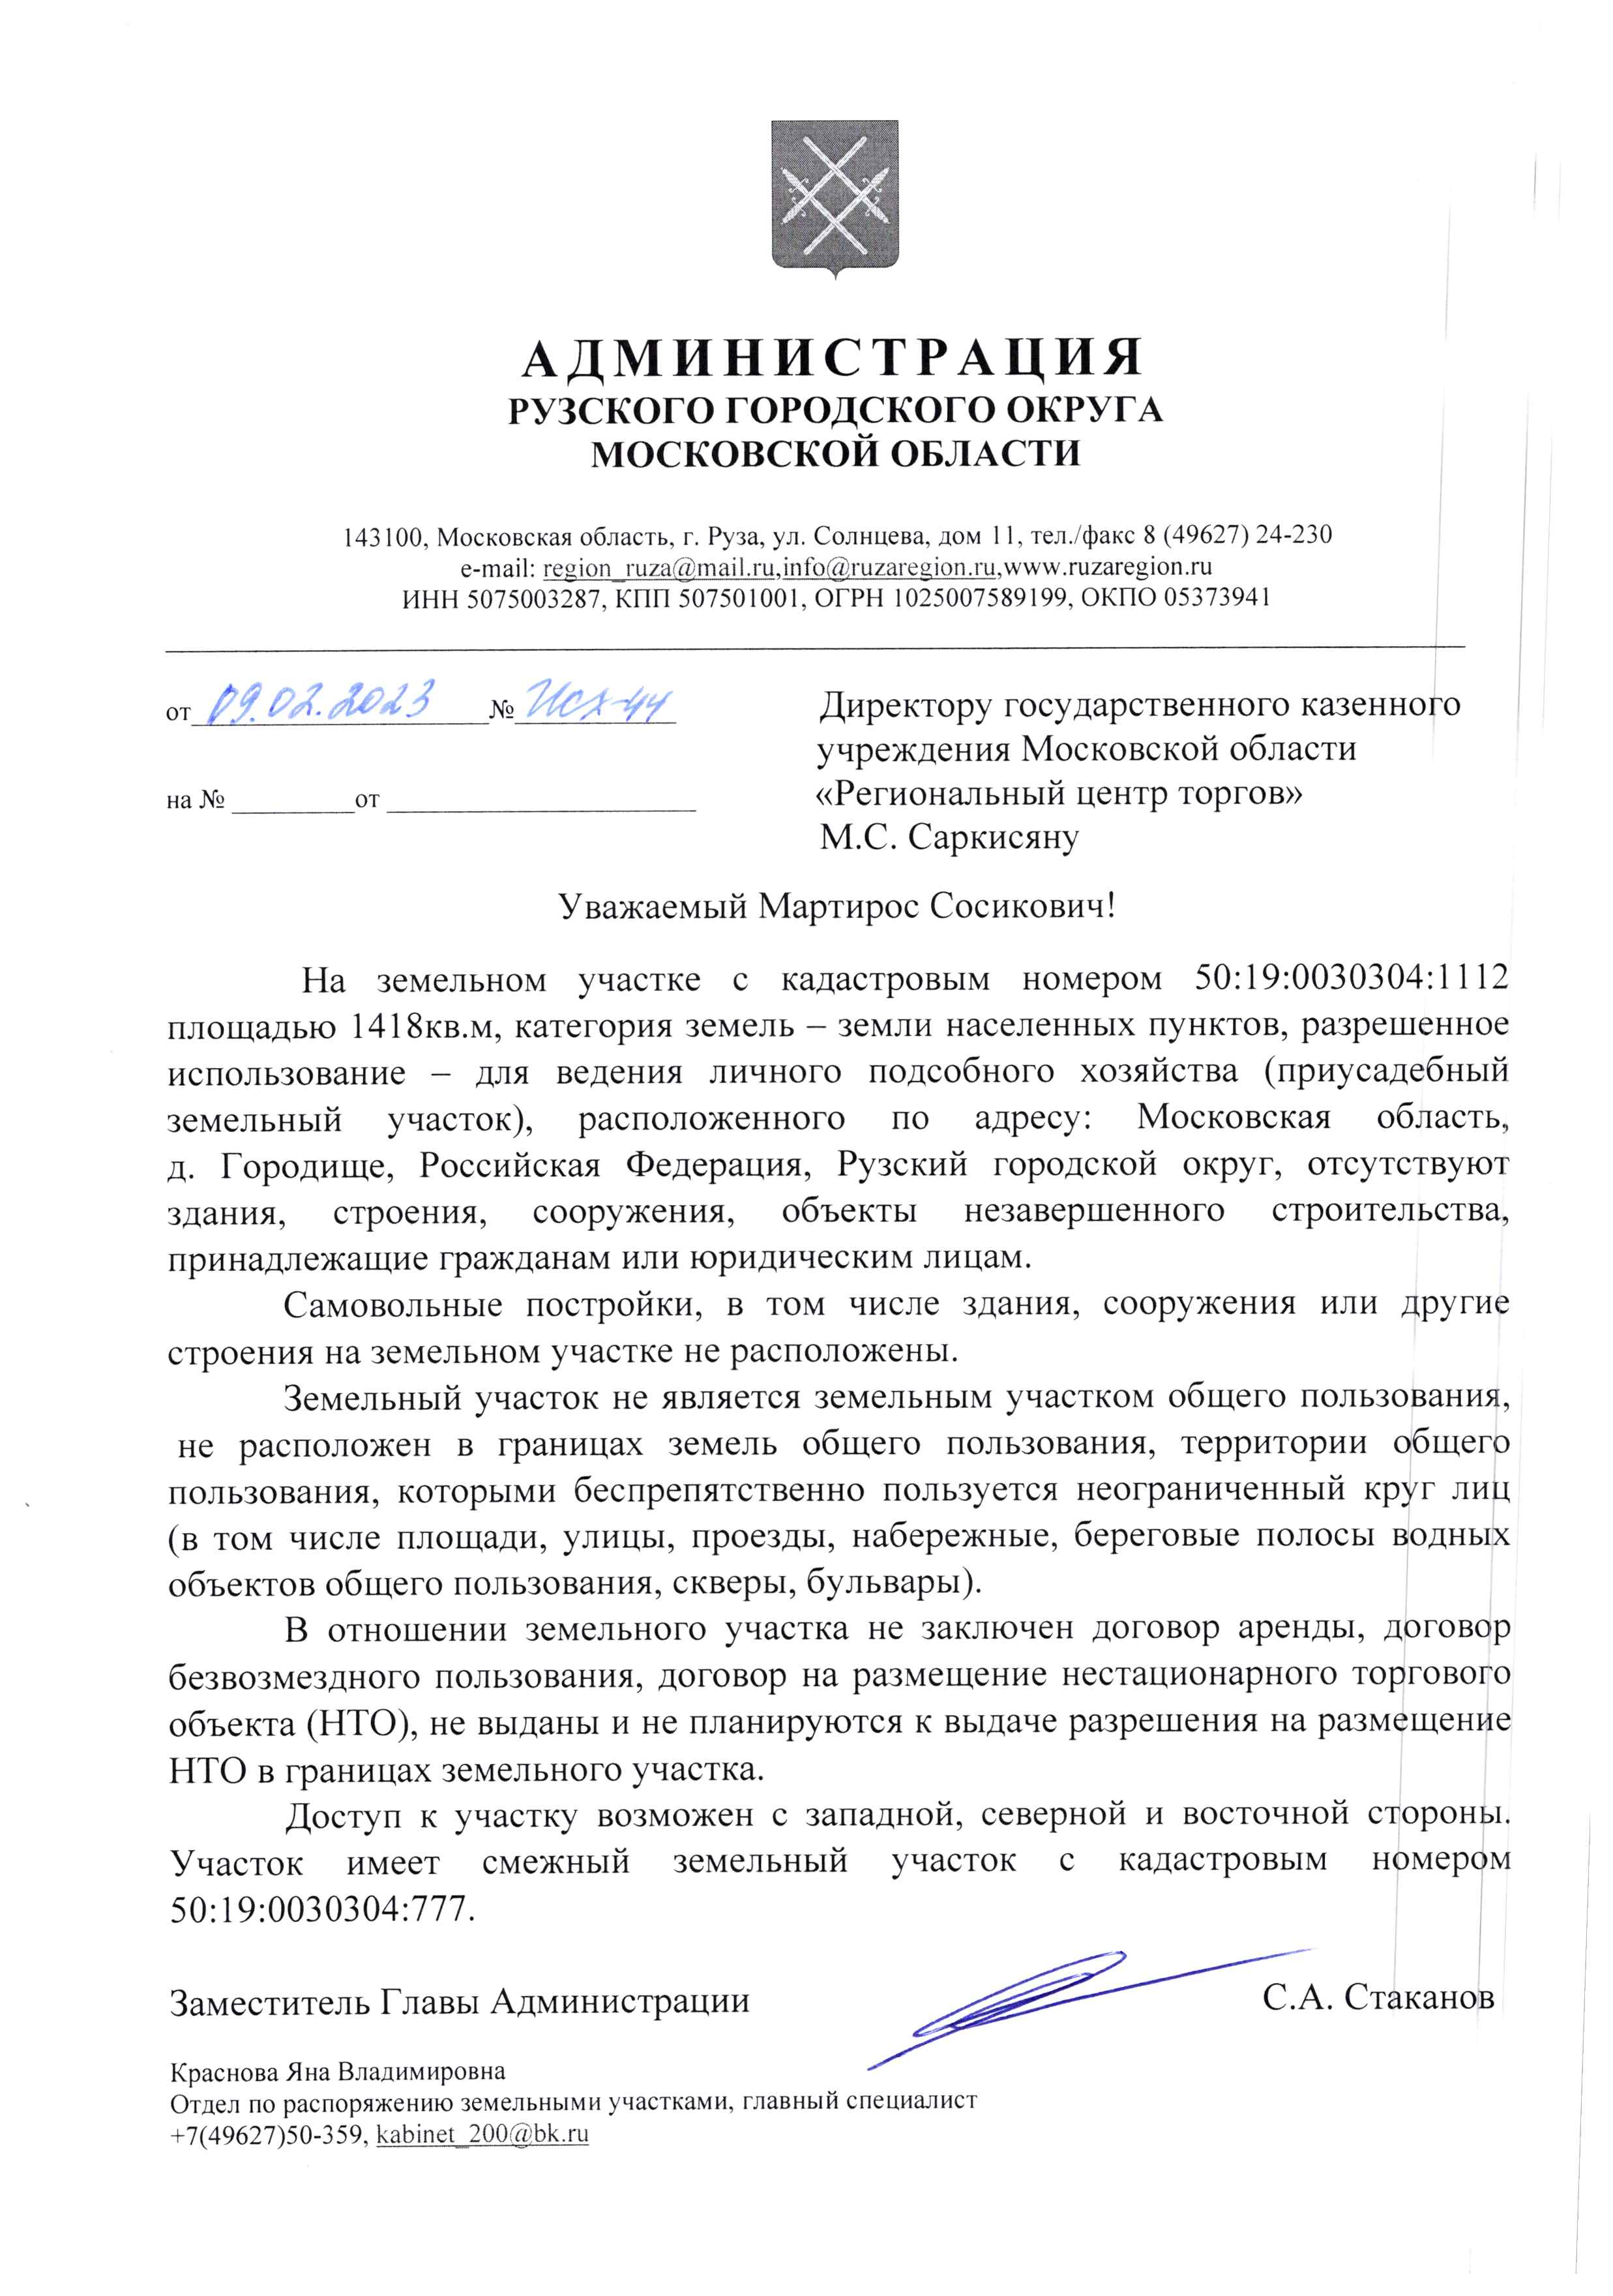 АДМИНИСТРАЦИЯ
РУЗСКОГО ГОРОДСКОГО ОКРУГА
МОСКОВСКОЙ ОБЛАСТИ
143100, Московская область, г. Руза, ул. Солнцева, дом 11, тел./факс 8 (49627) 24-230
e-mail: region_ruza@mail.ru,info@ruzaregion.ru,www.ruzaregion.ru
ИНН 5075003287, КПП 507501001, ОГРН 1025007589199, ОКПО 05373941
от 09.02.2023 № Исх-44
на № _________от ______________________
Директору государственного казенного
учреждения Московской области
«Региональный центр торгов»
М.С. Саркисяну
Уважаемый Мартирос Сосикович!
На земельном участке с кадастровым номером 50:19:0030304:1112
площадью 1418кв.м, категория земель – земли населенных пунктов, разрешенное
использование – для ведения личного подсобного хозяйства (приусадебный
земельный участок), расположенного по адресу: Московская область,
д. Городище, Российская Федерация, Рузский городской округ, отсутствуют
здания, строения, сооружения, объекты незавершенного строительства,
принадлежащие гражданам или юридическим лицам.
Самовольные постройки, в том числе здания, сооружения или другие
строения на земельном участке не расположены.
Земельный участок не является земельным участком общего пользования,
не расположен в границах земель общего пользования, территории общего
пользования, которыми беспрепятственно пользуется неограниченный круг лиц
(в том числе площади, улицы, проезды, набережные, береговые полосы водных
объектов общего пользования, скверы, бульвары).
В отношении земельного участка не заключен договор аренды, договор
безвозмездного пользования, договор на размещение нестационарного торгового
объекта (НТО), не выданы и не планируются к выдаче разрешения на размещение
НТО в границах земельного участка.
Доступ к участку возможен с западной, северной и восточной стороны.
Участок имеет смежный земельный участок с кадастровым номером
50:19:0030304:777.
Заместитель Главы Администрации
С.А. Стаканов
Краснова Яна Владимировна
Отдел по распоряжению земельными участками, главный специалист
+7(49627)50-359, kabinet_200@bk.ru